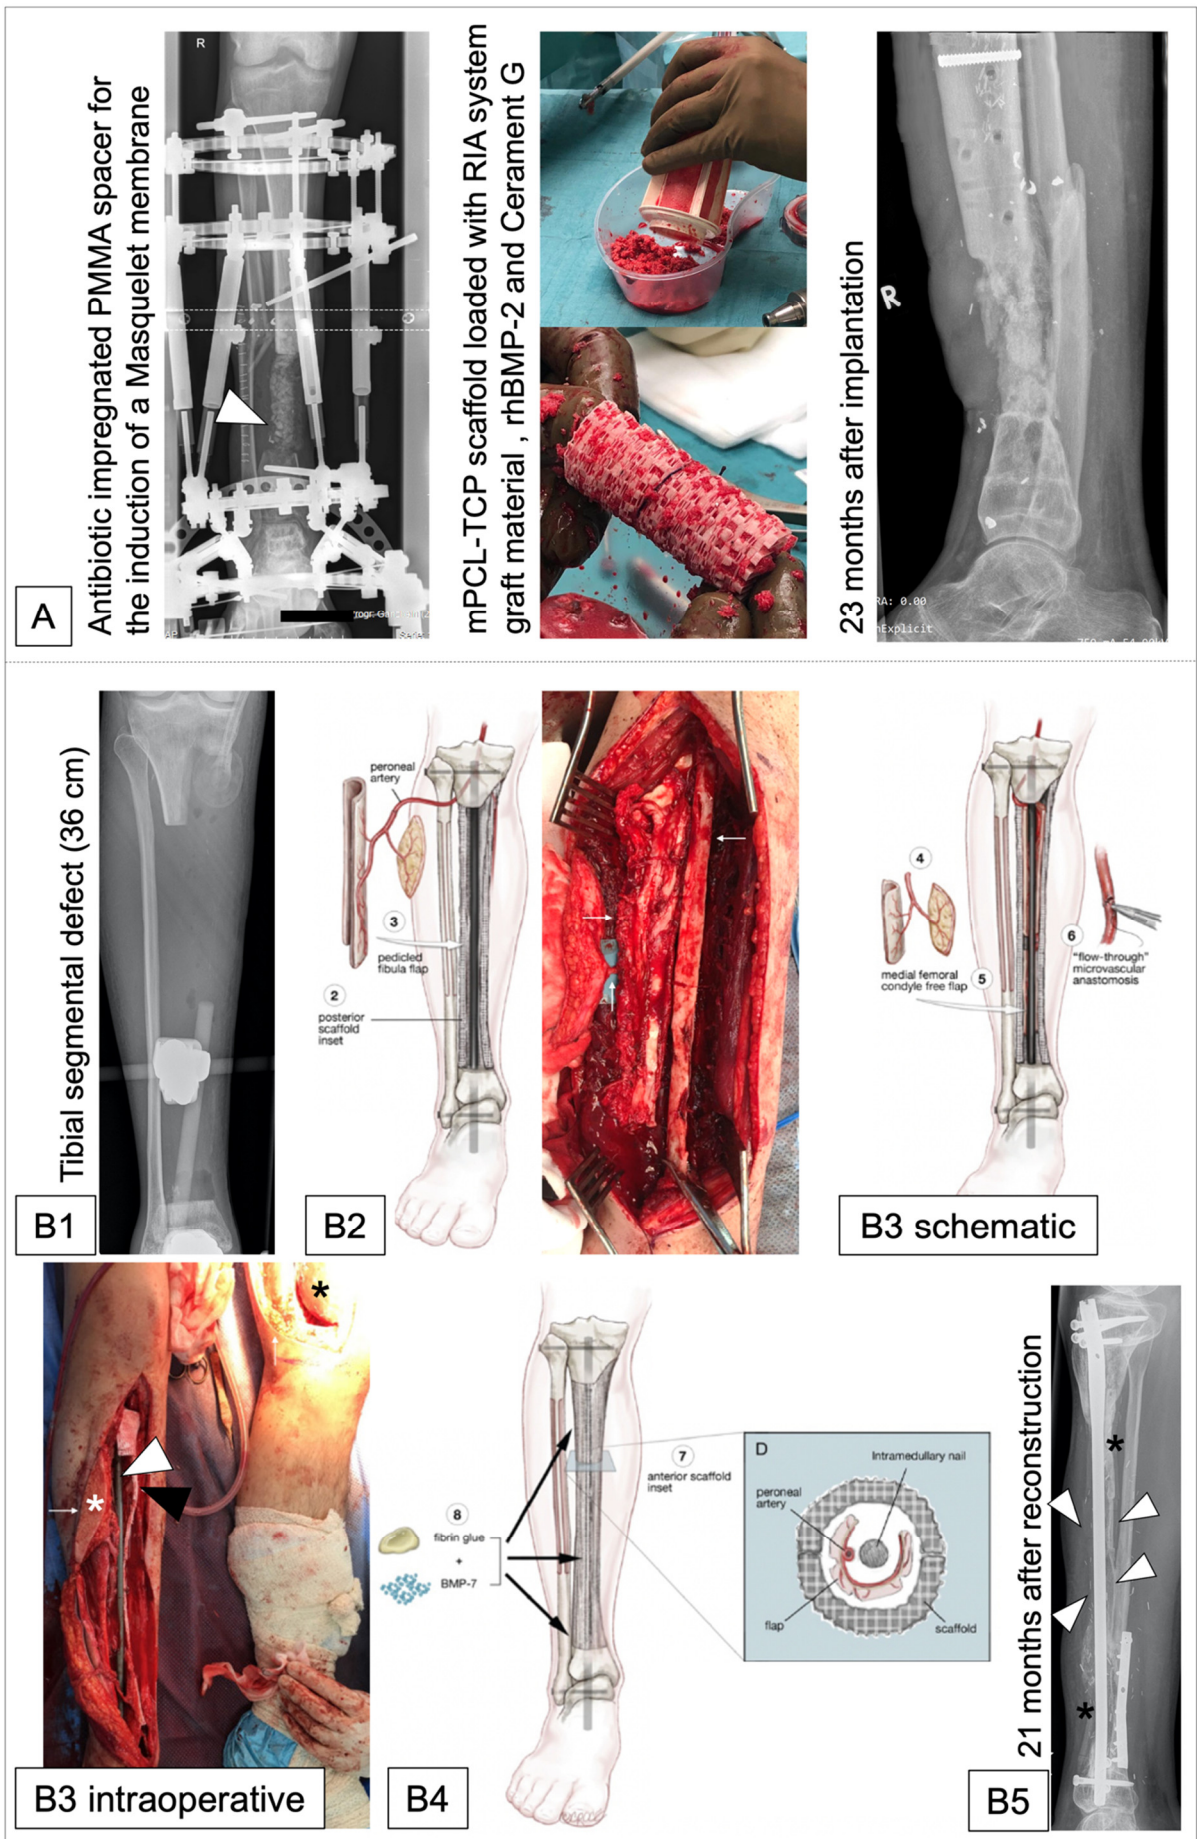 A
Antibiotic impregnated PMMA spacer for
the induction of a Masquelet membrane
R
mPCL-TCP scaffold loaded with RIA system
graft material , rhBMP-2 and Cerament G
23 months after implantation
R
RA: 0.00
nExplicit
B1
Tibial segmental defect (36 cm)
B2
peroneal
artery
3
pedicled
fibula flap
2
posterior
scaffold
inset
B3 schematic
4
medial femoral
condyle free flap
5
6
"flow-through"
microvascular
anastomosis
B3 intraoperative
*
*
B4
8
fibrin glue
+
BMP-7
7
anterior scaffold
inset
D
Intramedullary nail
peroneal
artery
flap
scaffold
B5
21 months after reconstruction
*
*